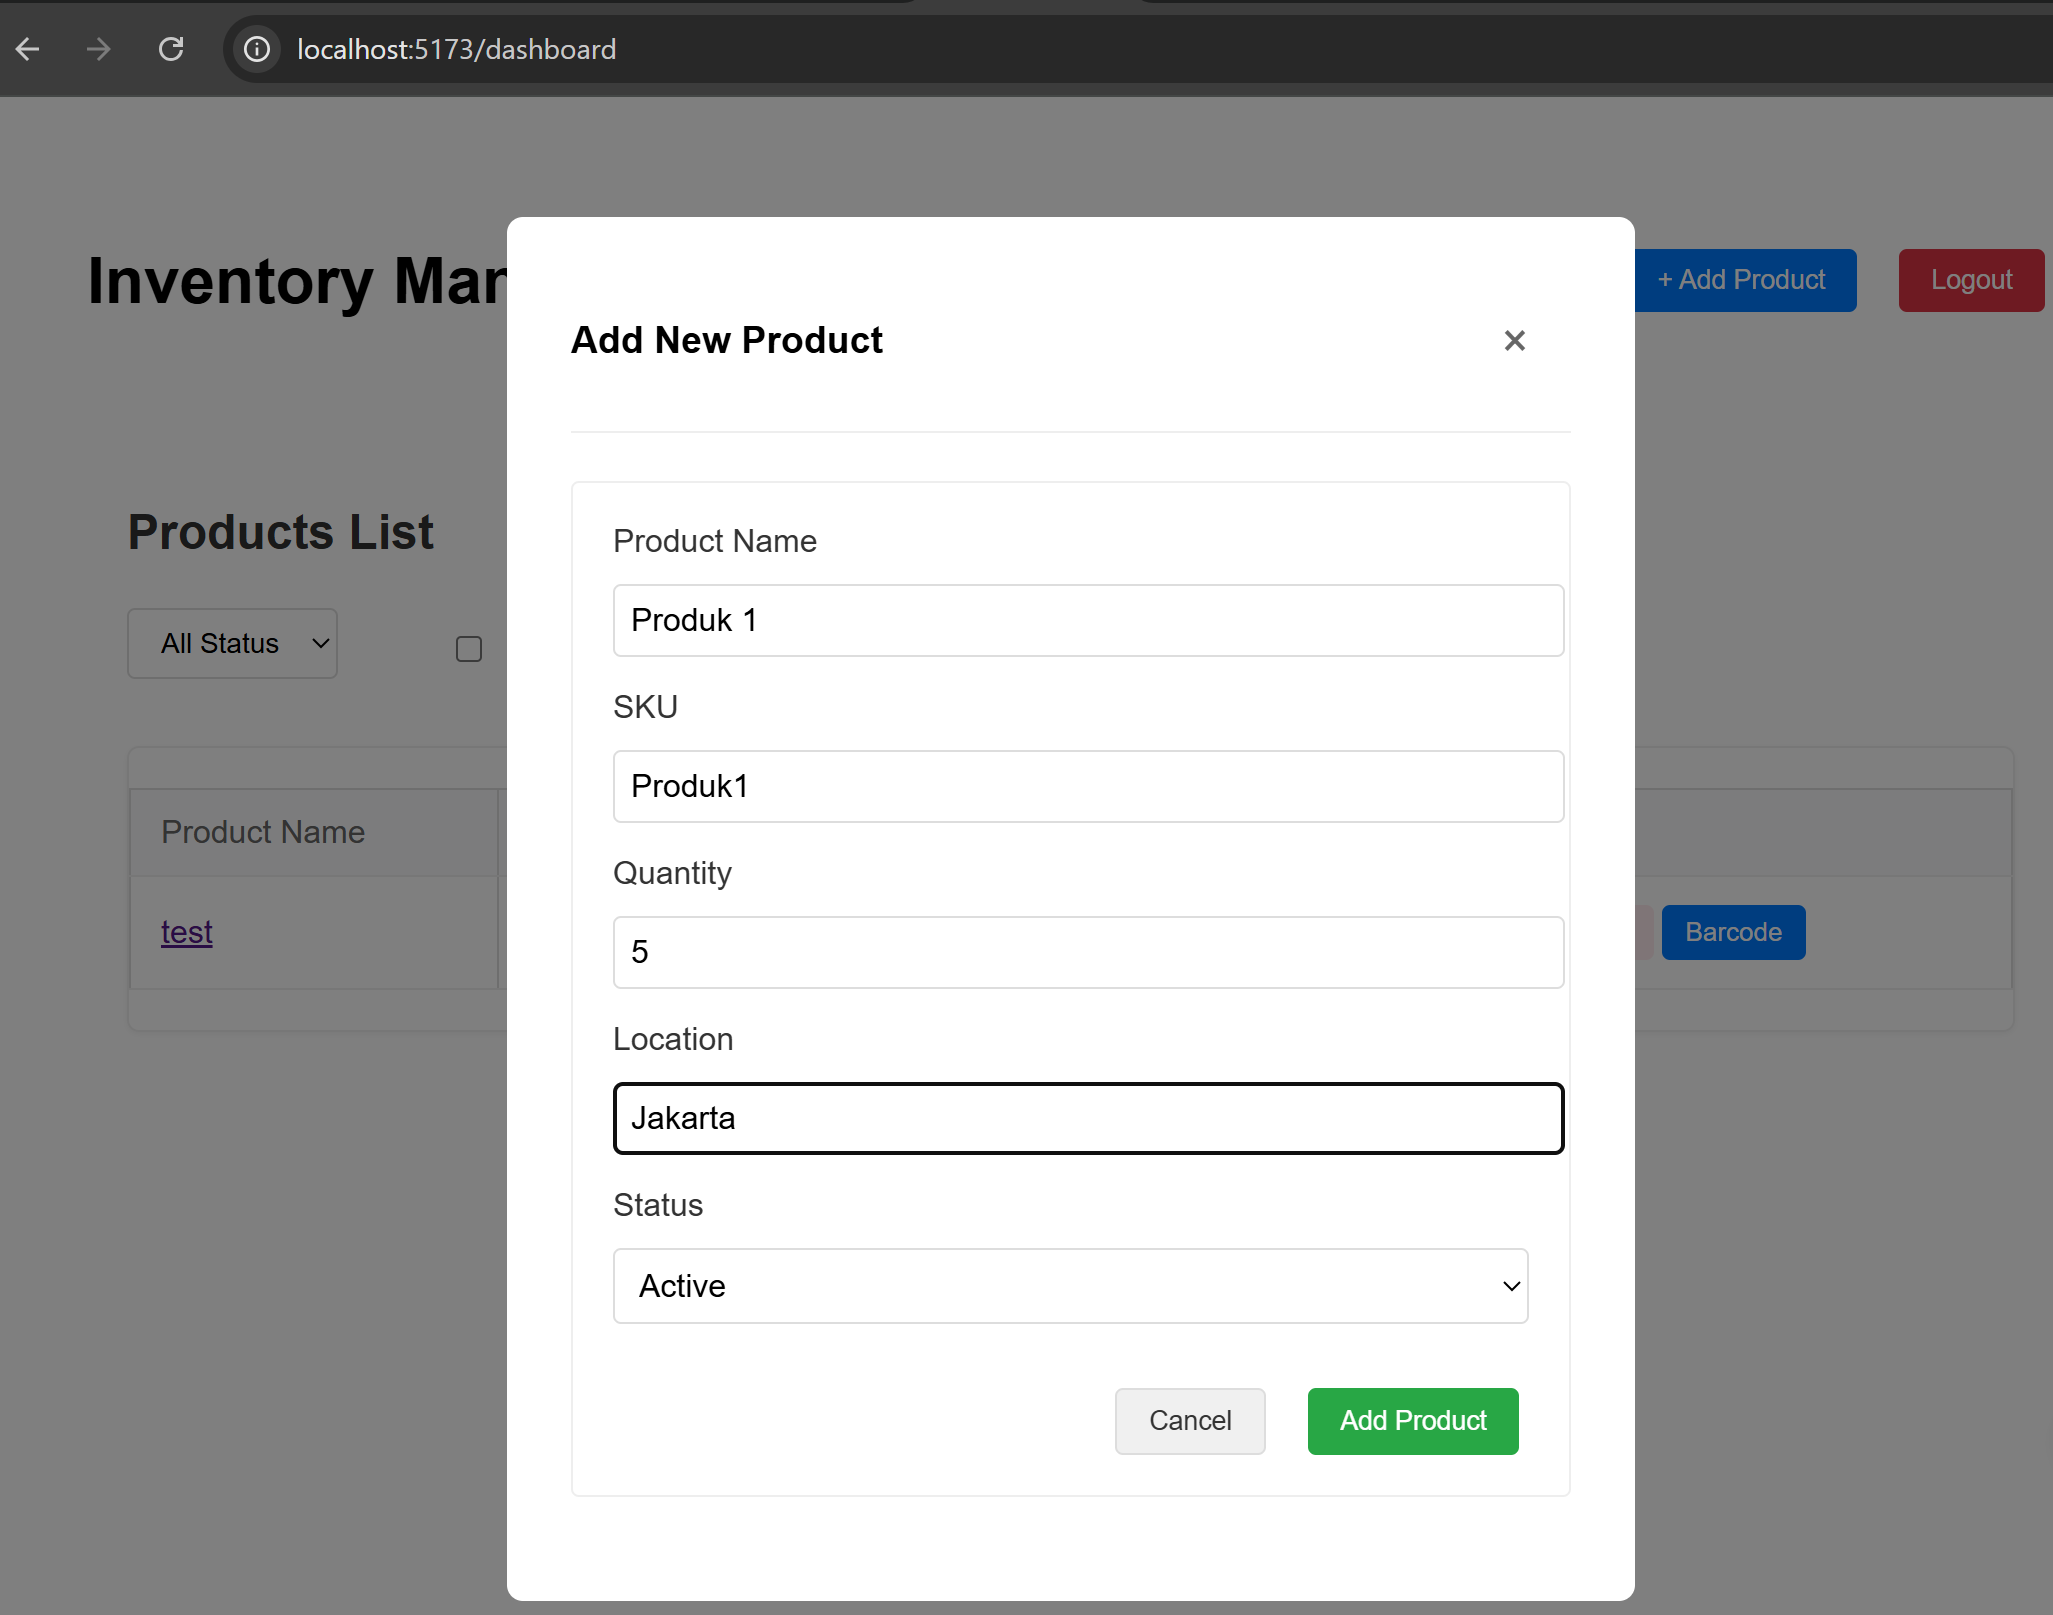 localhost:5173/dashboard
Inventory Man
+ Add Product
Logout
Add New Product
Products List
All Status
Product Name
test
Barcode
Product Name
Produk 1
SKU
Produk1
Quantity
5
Location
Jakarta
Status
Active
Cancel
Add Product